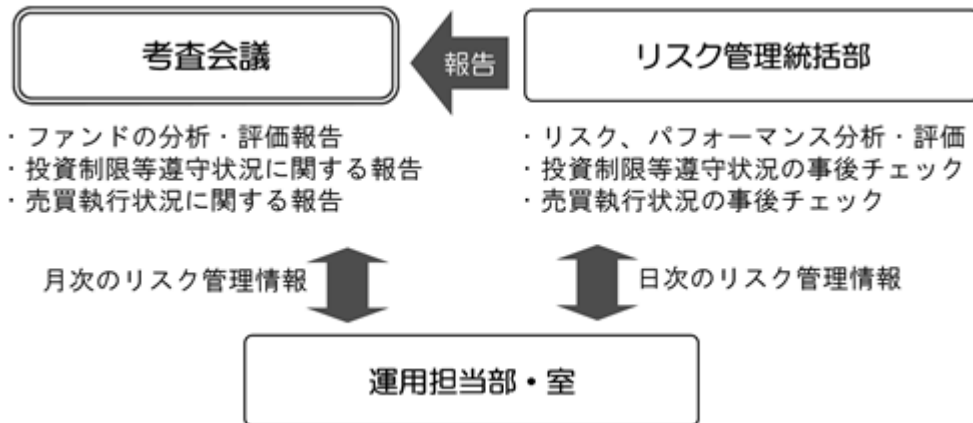 考査会議
報告
リスク管理統括部
・ファンドの分析・評価報告
・投資制限等遵守状況に関する報告
・売買執行状況に関する報告
・リスク、パフォーマンス分析・評価
・投資制限等遵守状況の事後チェック
・売買執行状況の事後チェック
月次のリスク管理情報
日次のリスク管理情報
運用担当部・室